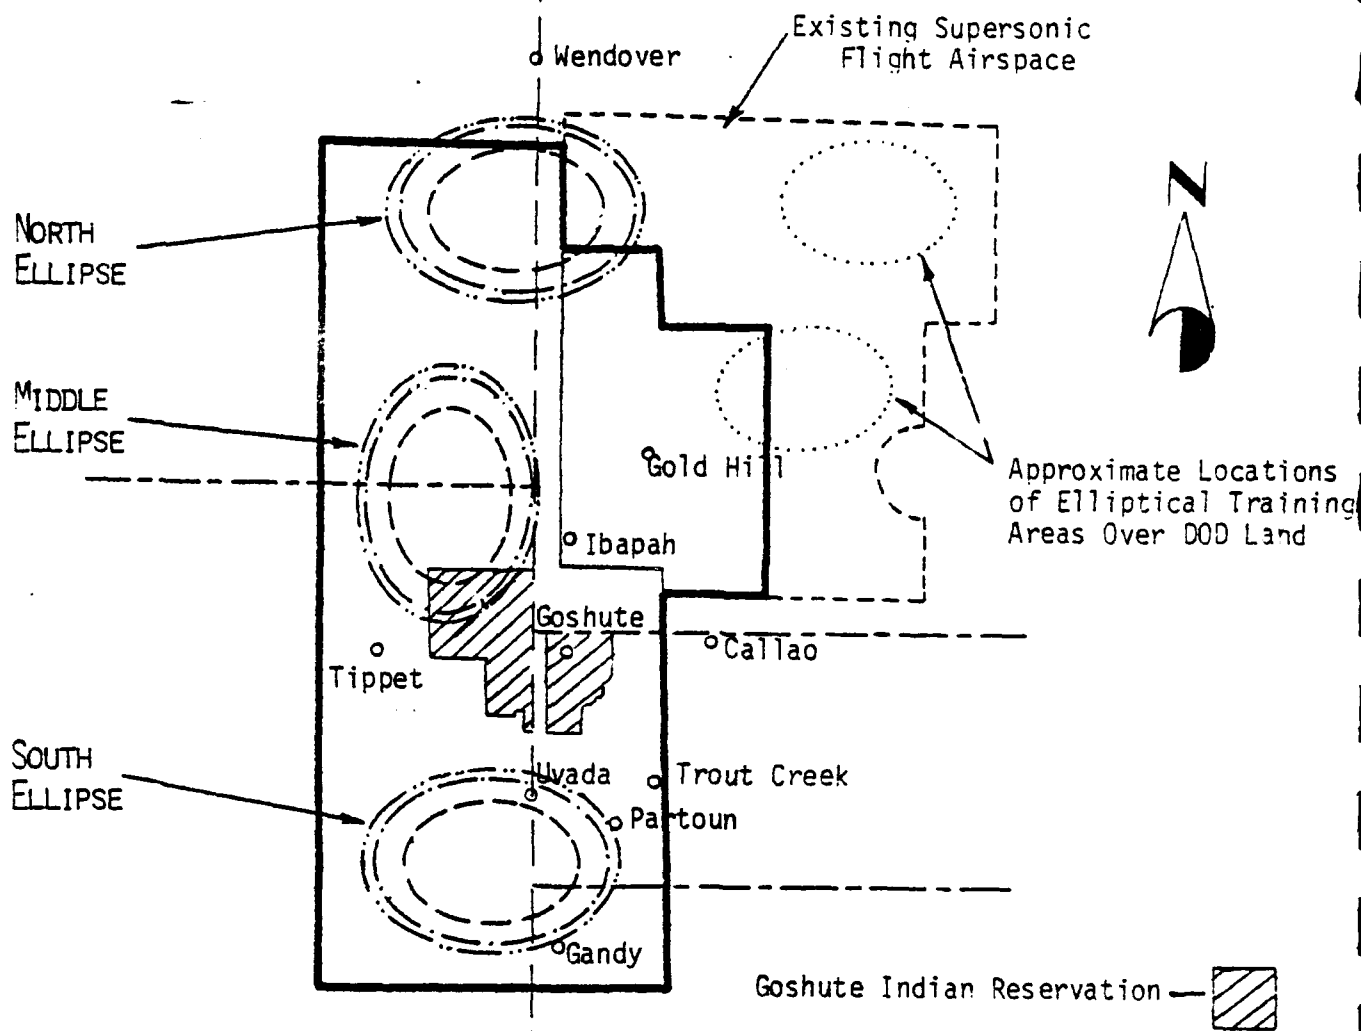 Existing Supersonic
Flight Airspace
Wendover
N
NORTH
ELLIPSE
MIDDLE
ELLIPSE
Gold Hill
Approximate Locations
of Elliptical Training
Areas Over DOD Land
Ibapah
Goshute
Callao
Tippet
SOUTH
ELLIPSE
Uvada
Trout Creek
Partoun
Gandy
Goshute Indian Reservation